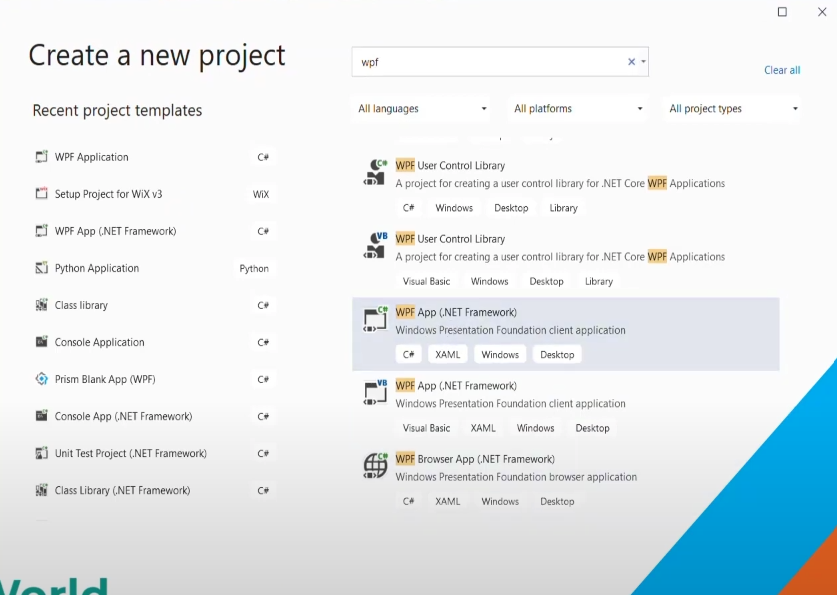 Create a new project
wpf
Clear all
Recent project templates
All languages
All platforms
All project types
WPF Application C#
Setup Project for WiX v3 WiX
WPF App (.NET Framework) C#
Python Application Python
Class library C#
Console Application C#
Prism Blank App (WPF) C#
Console App (.NET Framework) C#
Unit Test Project (.NET Framework) C#
Class Library (.NET Framework) C#
WPF User Control Library
A project for creating a user control library for .NET Core WPF Applications
C# Windows Desktop Library
WPF User Control Library
A project for creating a user control library for .NET Core WPF Applications
Visual Basic Windows Desktop Library
WPF App (.NET Framework)
Windows Presentation Foundation client application
C# XAML Windows Desktop
WPF App (.NET Framework)
Windows Presentation Foundation client application
Visual Basic XAML Windows Desktop
WPF Browser App (.NET Framework)
Windows Presentation Foundation browser application
C# XAML Windows Desktop
World